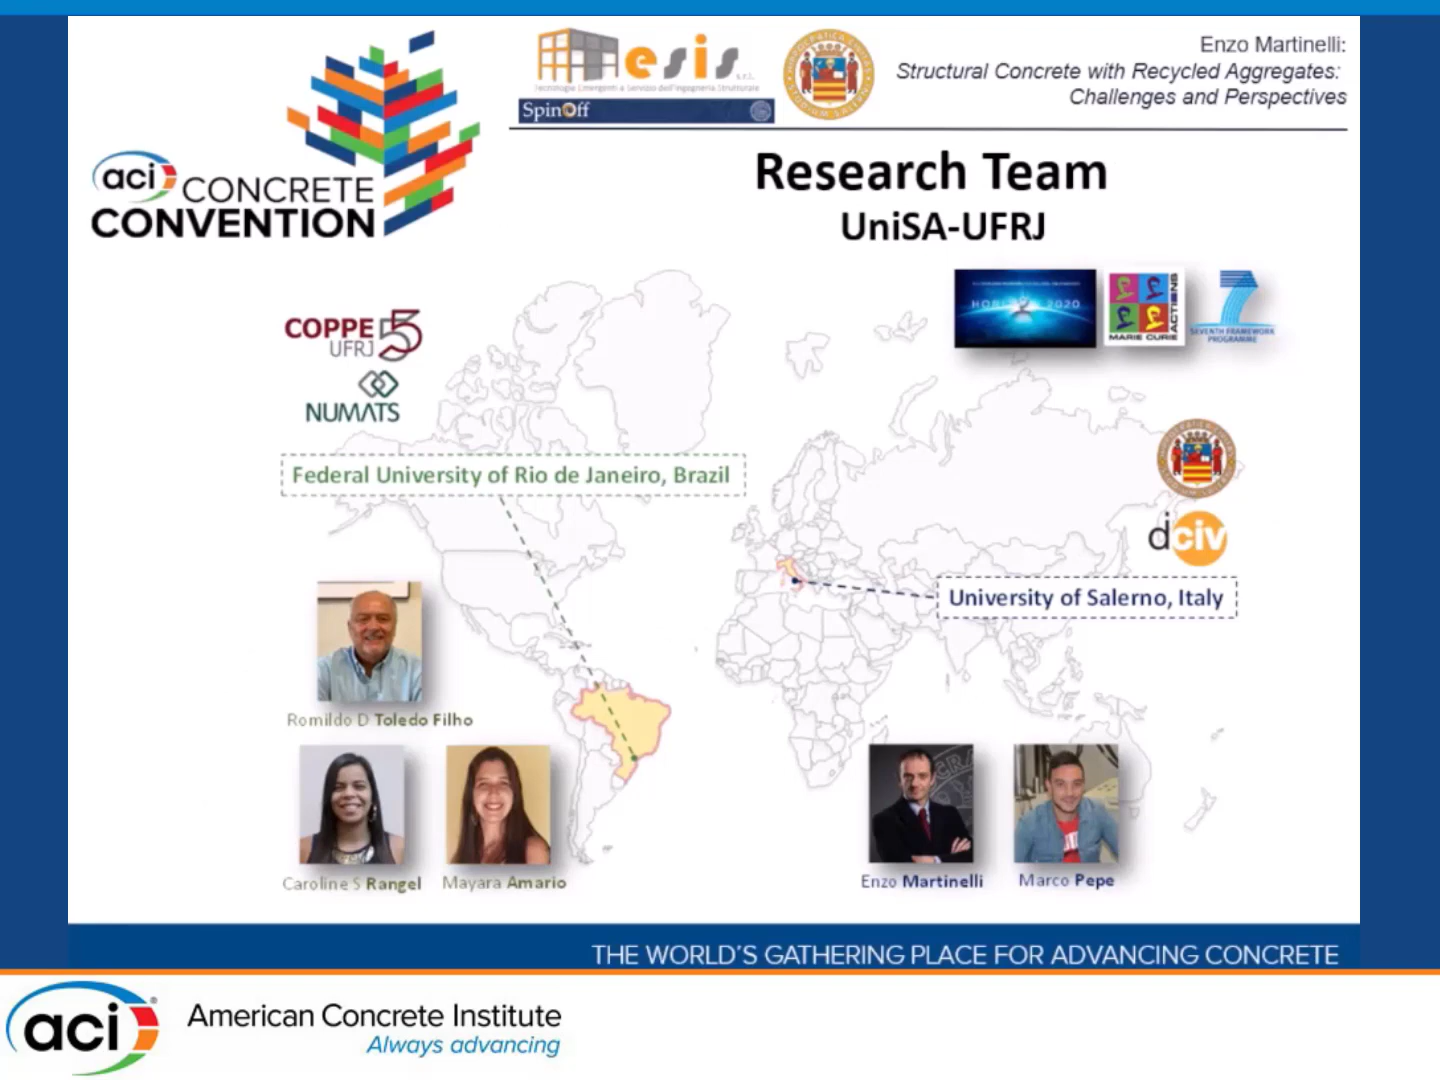 Enzo Martinelli:
Structural Concrete with Recycled Aggregates:
Challenges and Perspectives
esis s.r.l.
Tecnologie Emergenti a Servizio dell'Ingegneria Strutturale
SpinOff
aci CONCRETE
CONVENTION
Research Team
UniSA-UFRJ
HORIZON 2020
MARIE CURIE
ACTIONS
7
SEVENTH FRAMEWORK
PROGRAMME
COPPE
UFRJ
5
NUMATS
Federal University of Rio de Janeiro, Brazil
dciv
University of Salerno, Italy
Romildo D Toledo Filho
Caroline S Rangel
Mayara Amario
Enzo Martinelli
Marco Pepe
THE WORLD'S GATHERING PLACE FOR ADVANCING CONCRETE
aci®
American Concrete Institute
Always advancing